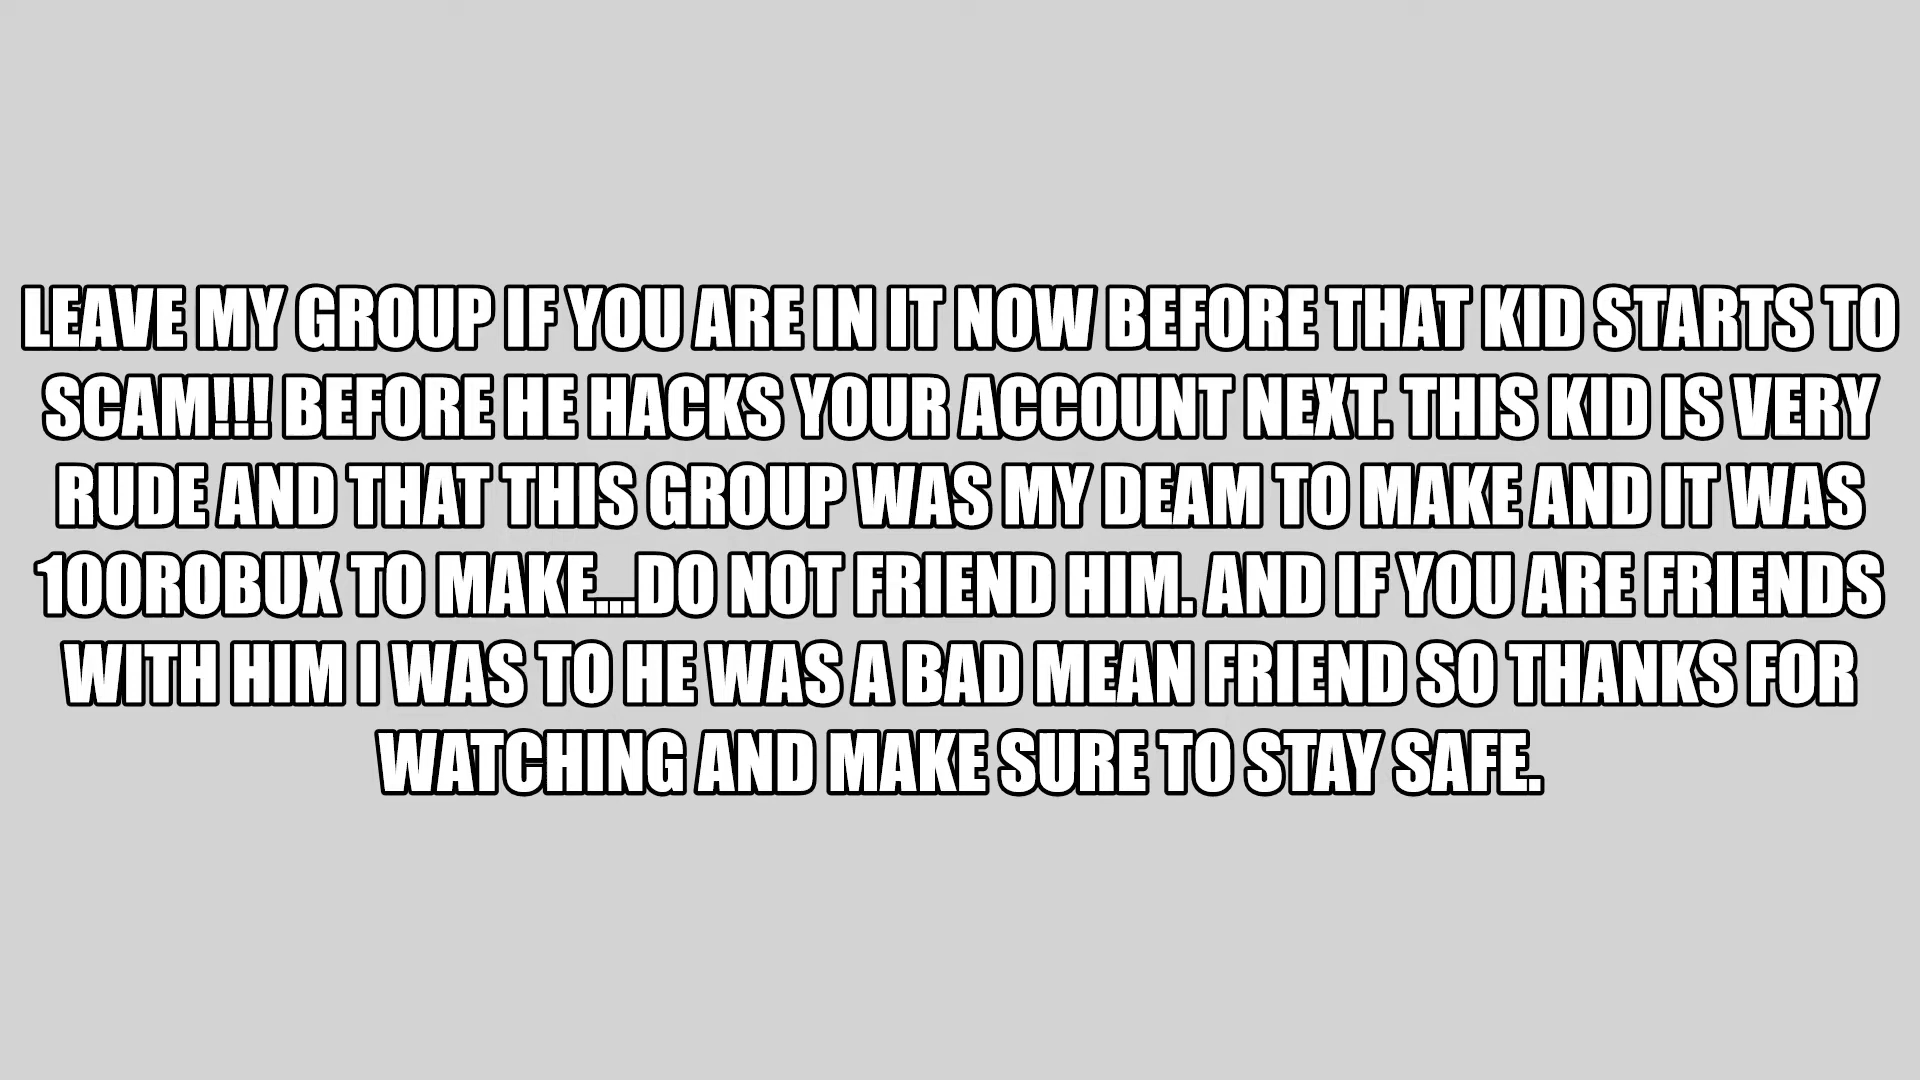 LEAVE MY GROUP IF YOU ARE IN IT NOW BEFORE THAT KID STARTS TO
SCAM!!! BEFORE HE HACKS YOUR ACCOUNT NEXT. THIS KID IS VERY
RUDE AND THAT THIS GROUP WAS MY DEAM TO MAKE AND IT WAS
100ROBUX TO MAKE...DO NOT FRIEND HIM. AND IF YOU ARE FRIENDS
WITH HIM I WAS TO HE WAS A BAD MEAN FRIEND SO THANKS FOR
WATCHING AND MAKE SURE TO STAY SAFE.